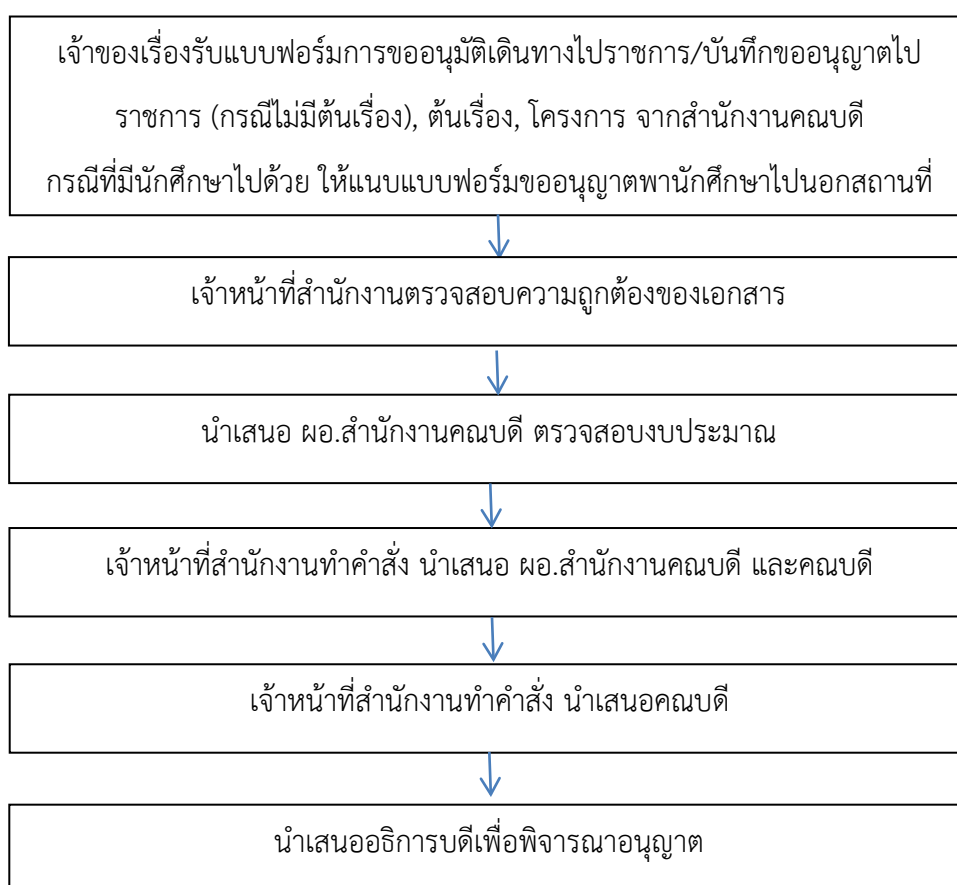 เจ้าของเรื่องรับแบบฟอร์มการขออนุมัติเดินทางไปราชการ/บันทึกขออนุญาตไป
ราชการ (กรณีไม่มีต้นเรื่อง), ต้นเรื่อง, โครงการ จากสำนักงานคณบดี
กรณีที่มีนักศึกษาไปด้วย ให้แนบแบบฟอร์มขออนุญาตพานักศึกษาไปนอกสถานที่
เจ้าหน้าที่สำนักงานตรวจสอบความถูกต้องของเอกสาร
นำเสนอ ผอ.สำนักงานคณบดี ตรวจสอบงบประมาณ
เจ้าหน้าที่สำนักงานทำคำสั่ง นำเสนอ ผอ.สำนักงานคณบดี และคณบดี
เจ้าหน้าที่สำนักงานทำคำสั่ง นำเสนอคณบดี
นำเสนออธิการบดีเพื่อพิจารณาอนุญาต